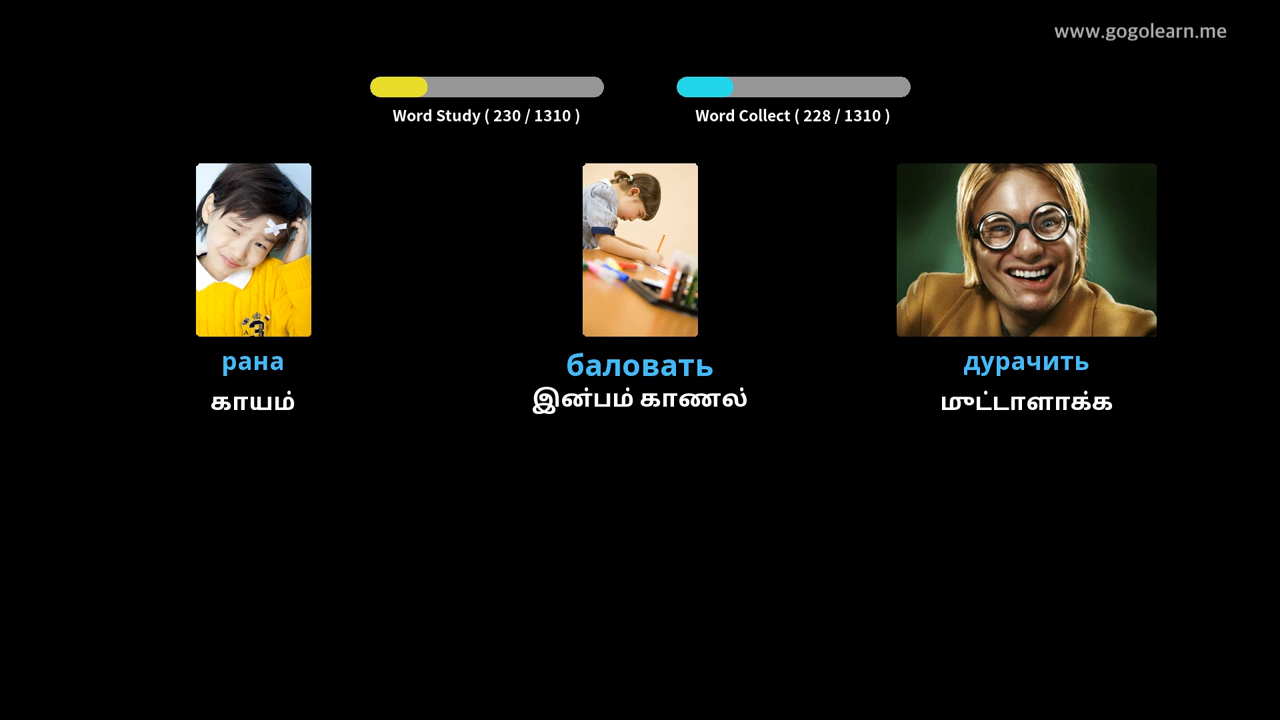 www.gogolearn.me
Word Study ( 230 / 1310 )
Word Collect ( 228 / 1310 )
рана
баловать
дурачить
காயம்
இன்பம் காணல்
முட்டாளாக்க